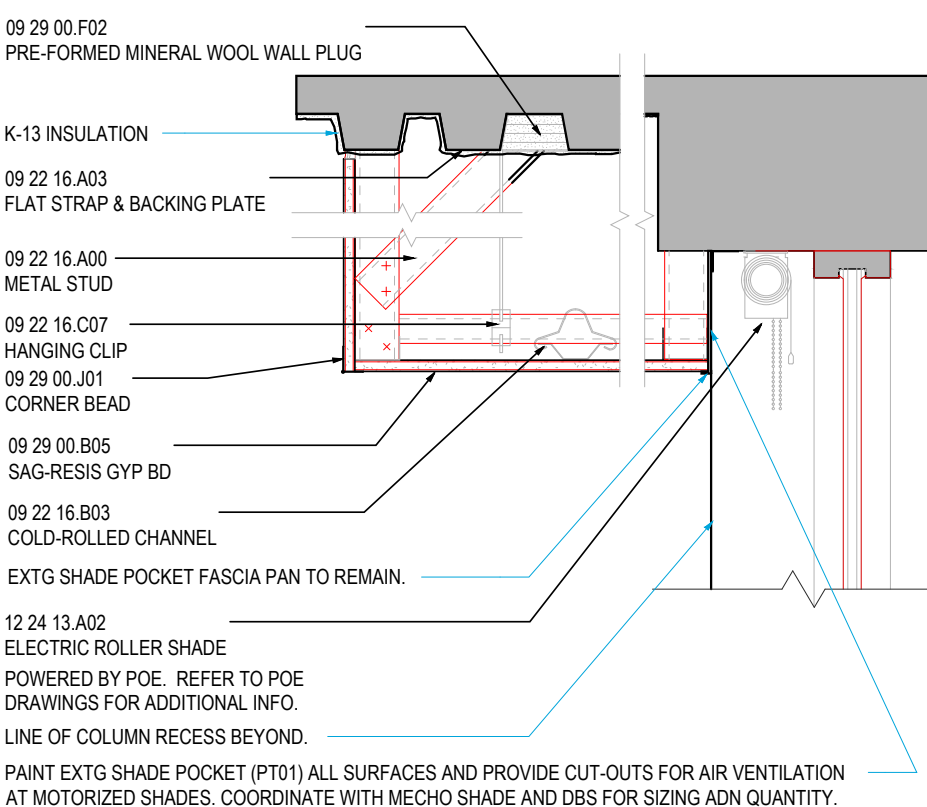 09 29 00.F02
PRE-FORMED MINERAL WOOL WALL PLUG
K-13 INSULATION
09 22 16.A03
FLAT STRAP & BACKING PLATE
09 22 16.A00
METAL STUD
09 22 16.C07
HANGING CLIP
09 29 00.J01
CORNER BEAD
09 29 00.B05
SAG-RESIS GYP BD
09 22 16.B03
COLD-ROLLED CHANNEL
EXTG SHADE POCKET FASCIA PAN TO REMAIN.
12 24 13.A02
ELECTRIC ROLLER SHADE
POWERED BY POE. REFER TO POE
DRAWINGS FOR ADDITIONAL INFO.
LINE OF COLUMN RECESS BEYOND.
PAINT EXTG SHADE POCKET (PT01) ALL SURFACES AND PROVIDE CUT-OUTS FOR AIR VENTILATION
AT MOTORIZED SHADES. COORDINATE WITH MECHO SHADE AND DBS FOR SIZING ADN QUANTITY.